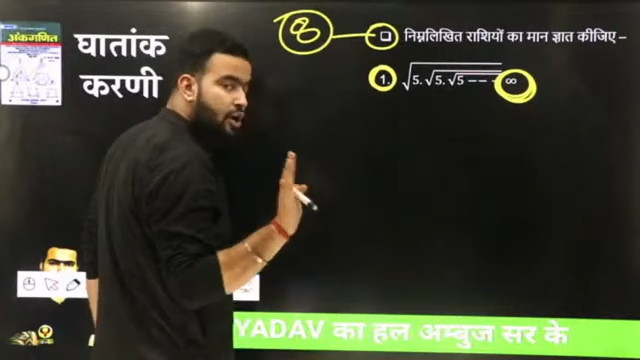 अंकगणित
घातांक
करणी
8
❑ निम्नलिखित राशियों का मान ज्ञात कीजिए –
1. √5.√5.√5 -- - ∞
YADAV का हल अम्बुज सर के